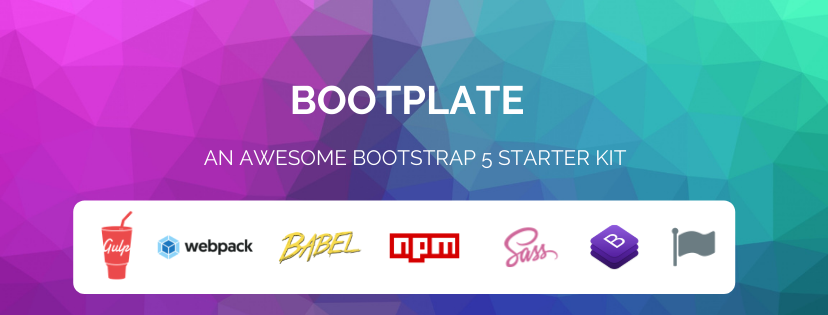 BOOTPLATE
AN AWESOME BOOTSTRAP 5 STARTER KIT
Gulp webpack BABEL npm Sass B